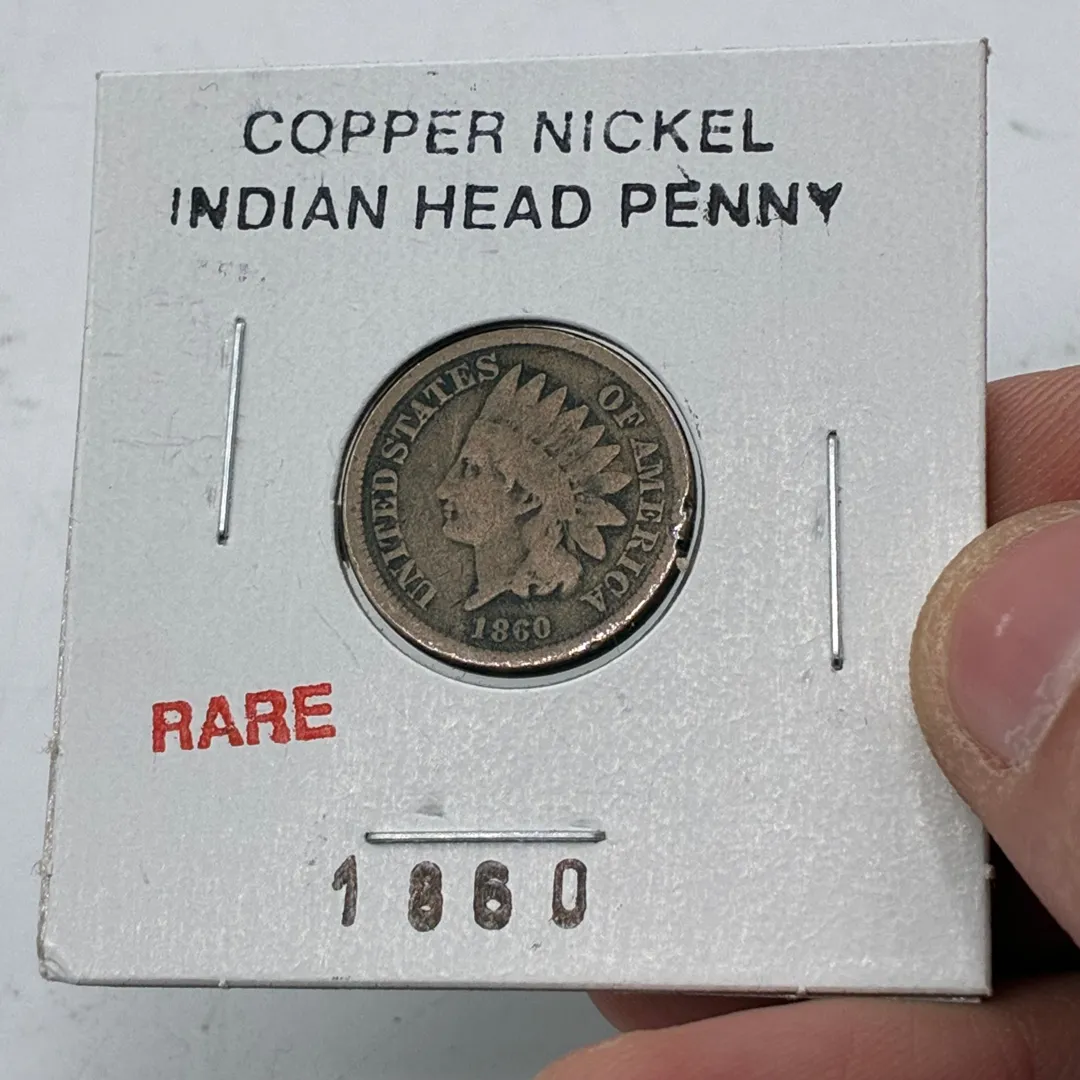 COPPER NICKEL
INDIAN HEAD PENNY
UNITED STATES OF AMERICA
1860
RARE
1860